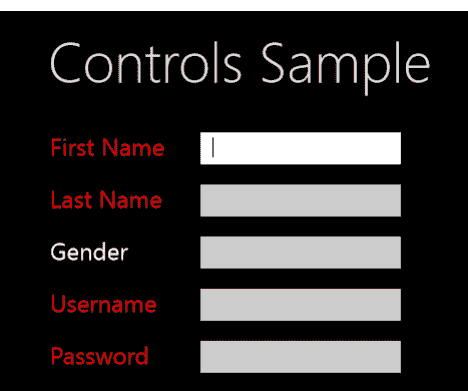 Controls Sample
First Name
Last Name
Gender
Username
Password